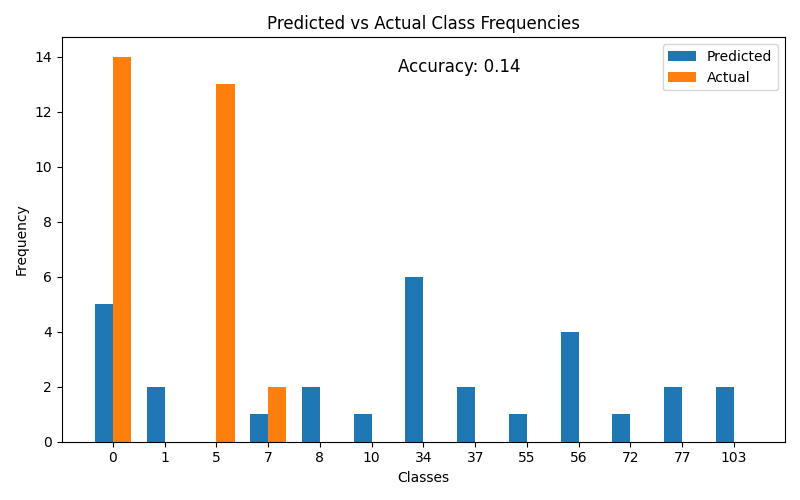 Predicted vs Actual Class Frequencies
Accuracy: 0.14
Predicted
Actual
Frequency
14
12
10
8
6
4
2
0
0 1 5 7 8 10 34 37 55 56 72 77 103
Classes